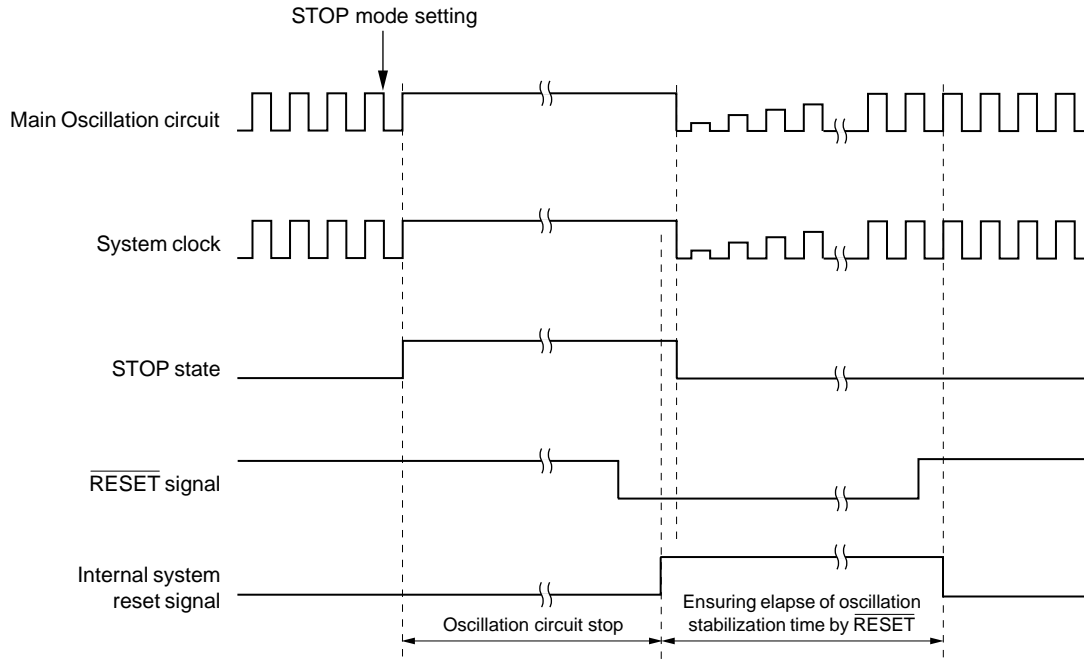 STOP mode setting
Main Oscillation circuit
System clock
STOP state
RESET signal
Internal system
reset signal
Oscillation circuit stop
Ensuring elapse of oscillation
stabilization time by RESET